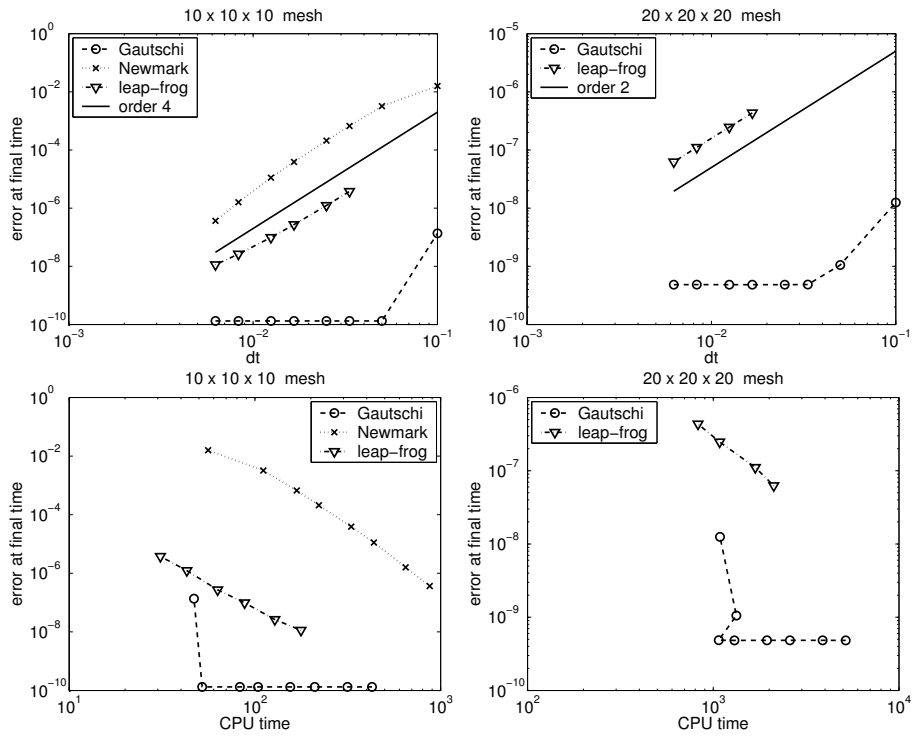 10 x 10 x 10 mesh
10^0
10^-2
10^-4
10^-6
10^-8
10^-10
error at final time
Gautschi
Newmark
leap-frog
order 4
10^-3
10^-2
10^-1
dt
20 x 20 x 20 mesh
10^-5
10^-6
10^-7
10^-8
10^-9
10^-10
error at final time
Gautschi
leap-frog
order 2
10^-3
10^-2
10^-1
dt
10 x 10 x 10 mesh
10^0
10^-2
10^-4
10^-6
10^-8
10^-10
error at final time
Gautschi
Newmark
leap-frog
10^1
10^2
10^3
CPU time
20 x 20 x 20 mesh
10^-6
10^-7
10^-8
10^-9
10^-10
error at final time
Gautschi
leap-frog
10^2
10^3
10^4
CPU time